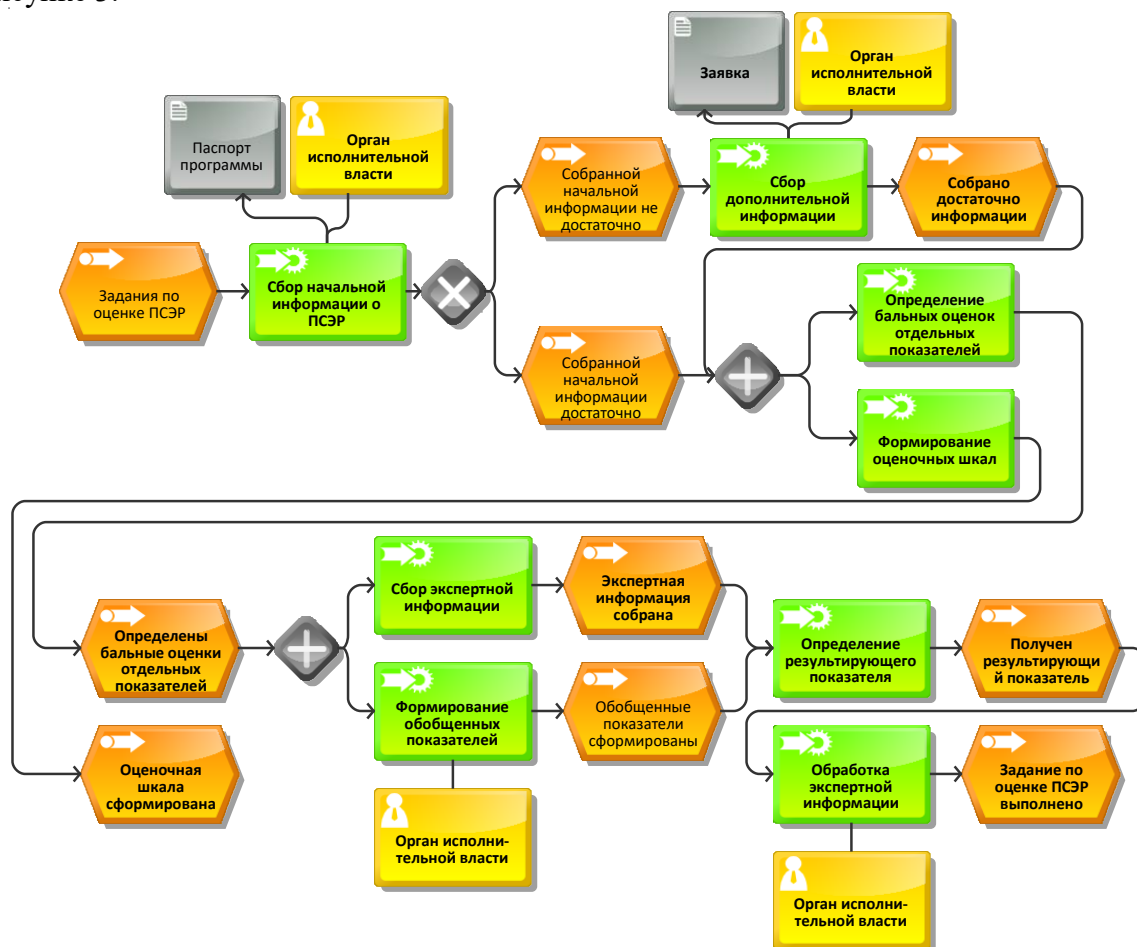 Заявка
Орган
исполнительной
власти
Паспорт
программы
Орган
исполнительной
власти
Собранной
начальной
информации не
достаточно
Сбор
дополнительной
информации
Собрано
достаточно
информации
Задания по
оценке ПСЭР
Сбор начальной
информации о
ПСЭР
Определение
бальных оценок
отдельных
показателей
Собранной
начальной
информации
достаточно
Формирование
оценочных шкал
Сбор экспертной
информации
Экспертная
информация
собрана
Определены
бальные оценки
отдельных
показателей
Определение
результирующего
показателя
Получен
результирующи
й показатель
Формирование
обобщенных
показателей
Обобщенные
показатели
сформированы
Оценочная
шкала
сформирована
Обработка
экспертной
информации
Задание по
оценке ПСЭР
выполнено
Орган исполни-
тельной власти
Орган исполни-
тельной власти